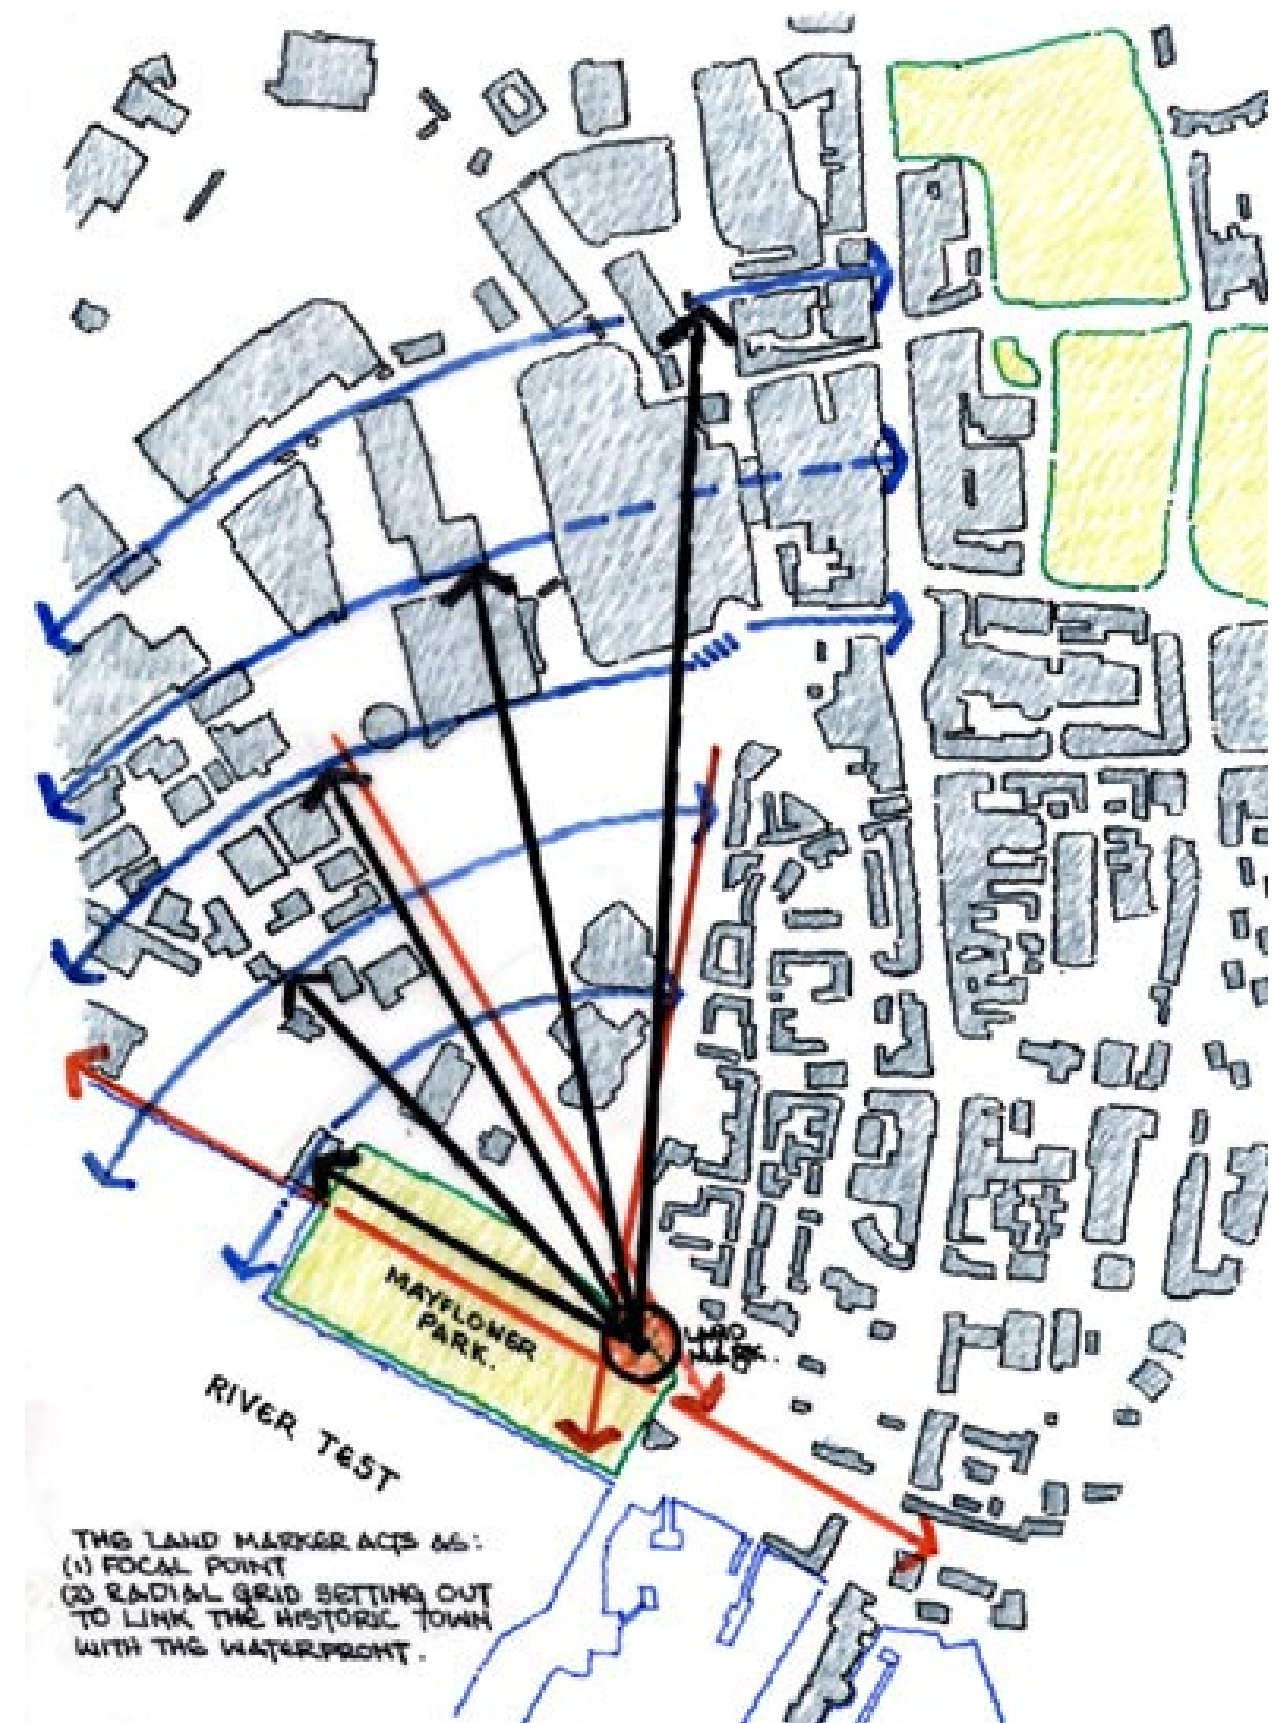 MAYFLOWER
PARK.
LAND
RIVER TEST
THE LAND MARKER ACTS AS:
(1) FOCAL POINT
(2) RADIAL GRID SETTING OUT
TO LINK THE HISTORIC TOWN
WITH THE WATERFRONT.